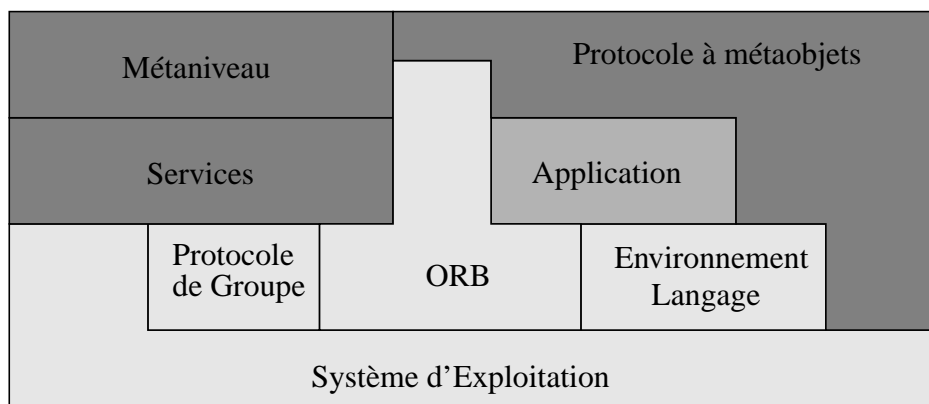 Métaniveau
Protocole à métaobjets
Services
Application
Protocole
de Groupe
ORB
Environnement
Langage
Système d’Exploitation